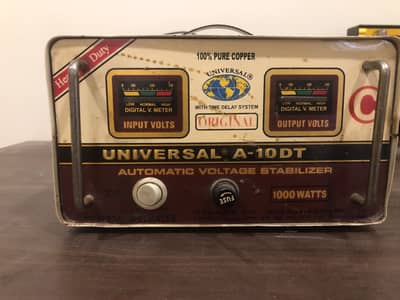 100% PURE COPPER
Heavy Duty
UNIVERSAL®
WITH TIME DELAY SYSTEM
ORIGINAL
LOW NORMAL HIGH
DIGITAL V. METER
INPUT VOLTS
LOW NORMAL HIGH
DIGITAL V. METER
OUTPUT VOLTS
C
UNIVERSAL A-10DT
AUTOMATIC VOLTAGE STABILIZER
FUSE
1000 WATTS